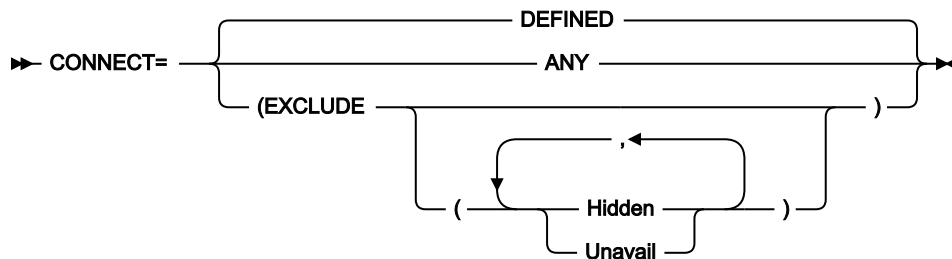 DEFINED
CONNECT= ANY
(EXCLUDE )
,
( Hidden )
Unavail